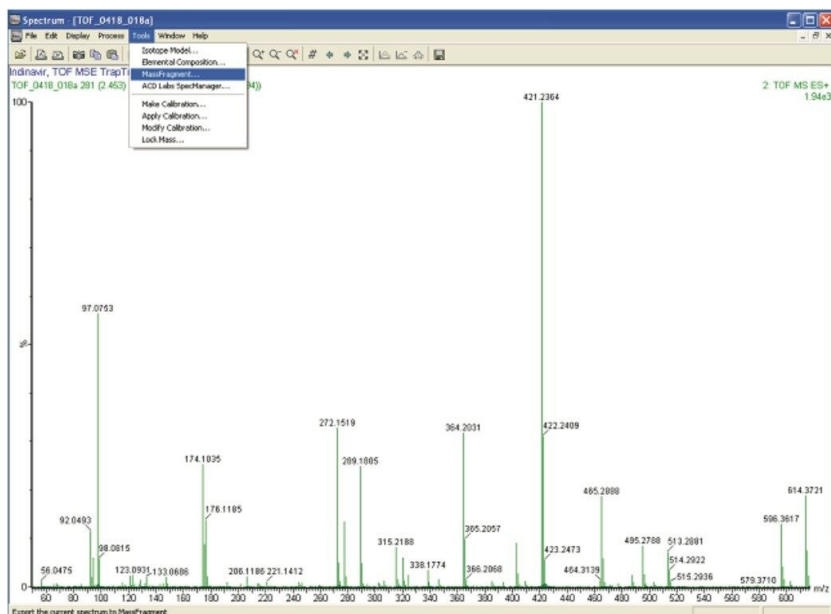 Spectrum - [TOF_0418_018a]
File Edit Display Process Tools Window Help
Isotope Model...
Elemental Composition...
MassFragment...
ACD Labs SpecManager...
Make Calibration...
Apply Calibration...
Modify Calibration...
Lock Mass...
Indinavir, TOF MSE
TOF_0418_018a 281 (2.453)
2: TOF MS ES+
1.94e3
100
421.2364
97.0753
%
272.1519
364.2031
422.2409
174.1035
289.1885
176.1185
465.2888
614.3721
92.0493
365.2057
596.3617
315.2188
98.0815
423.2473
495.2788
513.2881
338.1774
514.2922
56.0475
123.0931
133.0686
206.1186
221.1412
366.2068
464.3139
515.2936
579.3710
0
m/z
60 80 100 120 140 160 180 200 220 240 260 280 300 320 340 360 380 400 420 440 460 480 500 520 540 560 580 600
Export the current spectrum to MassFragment